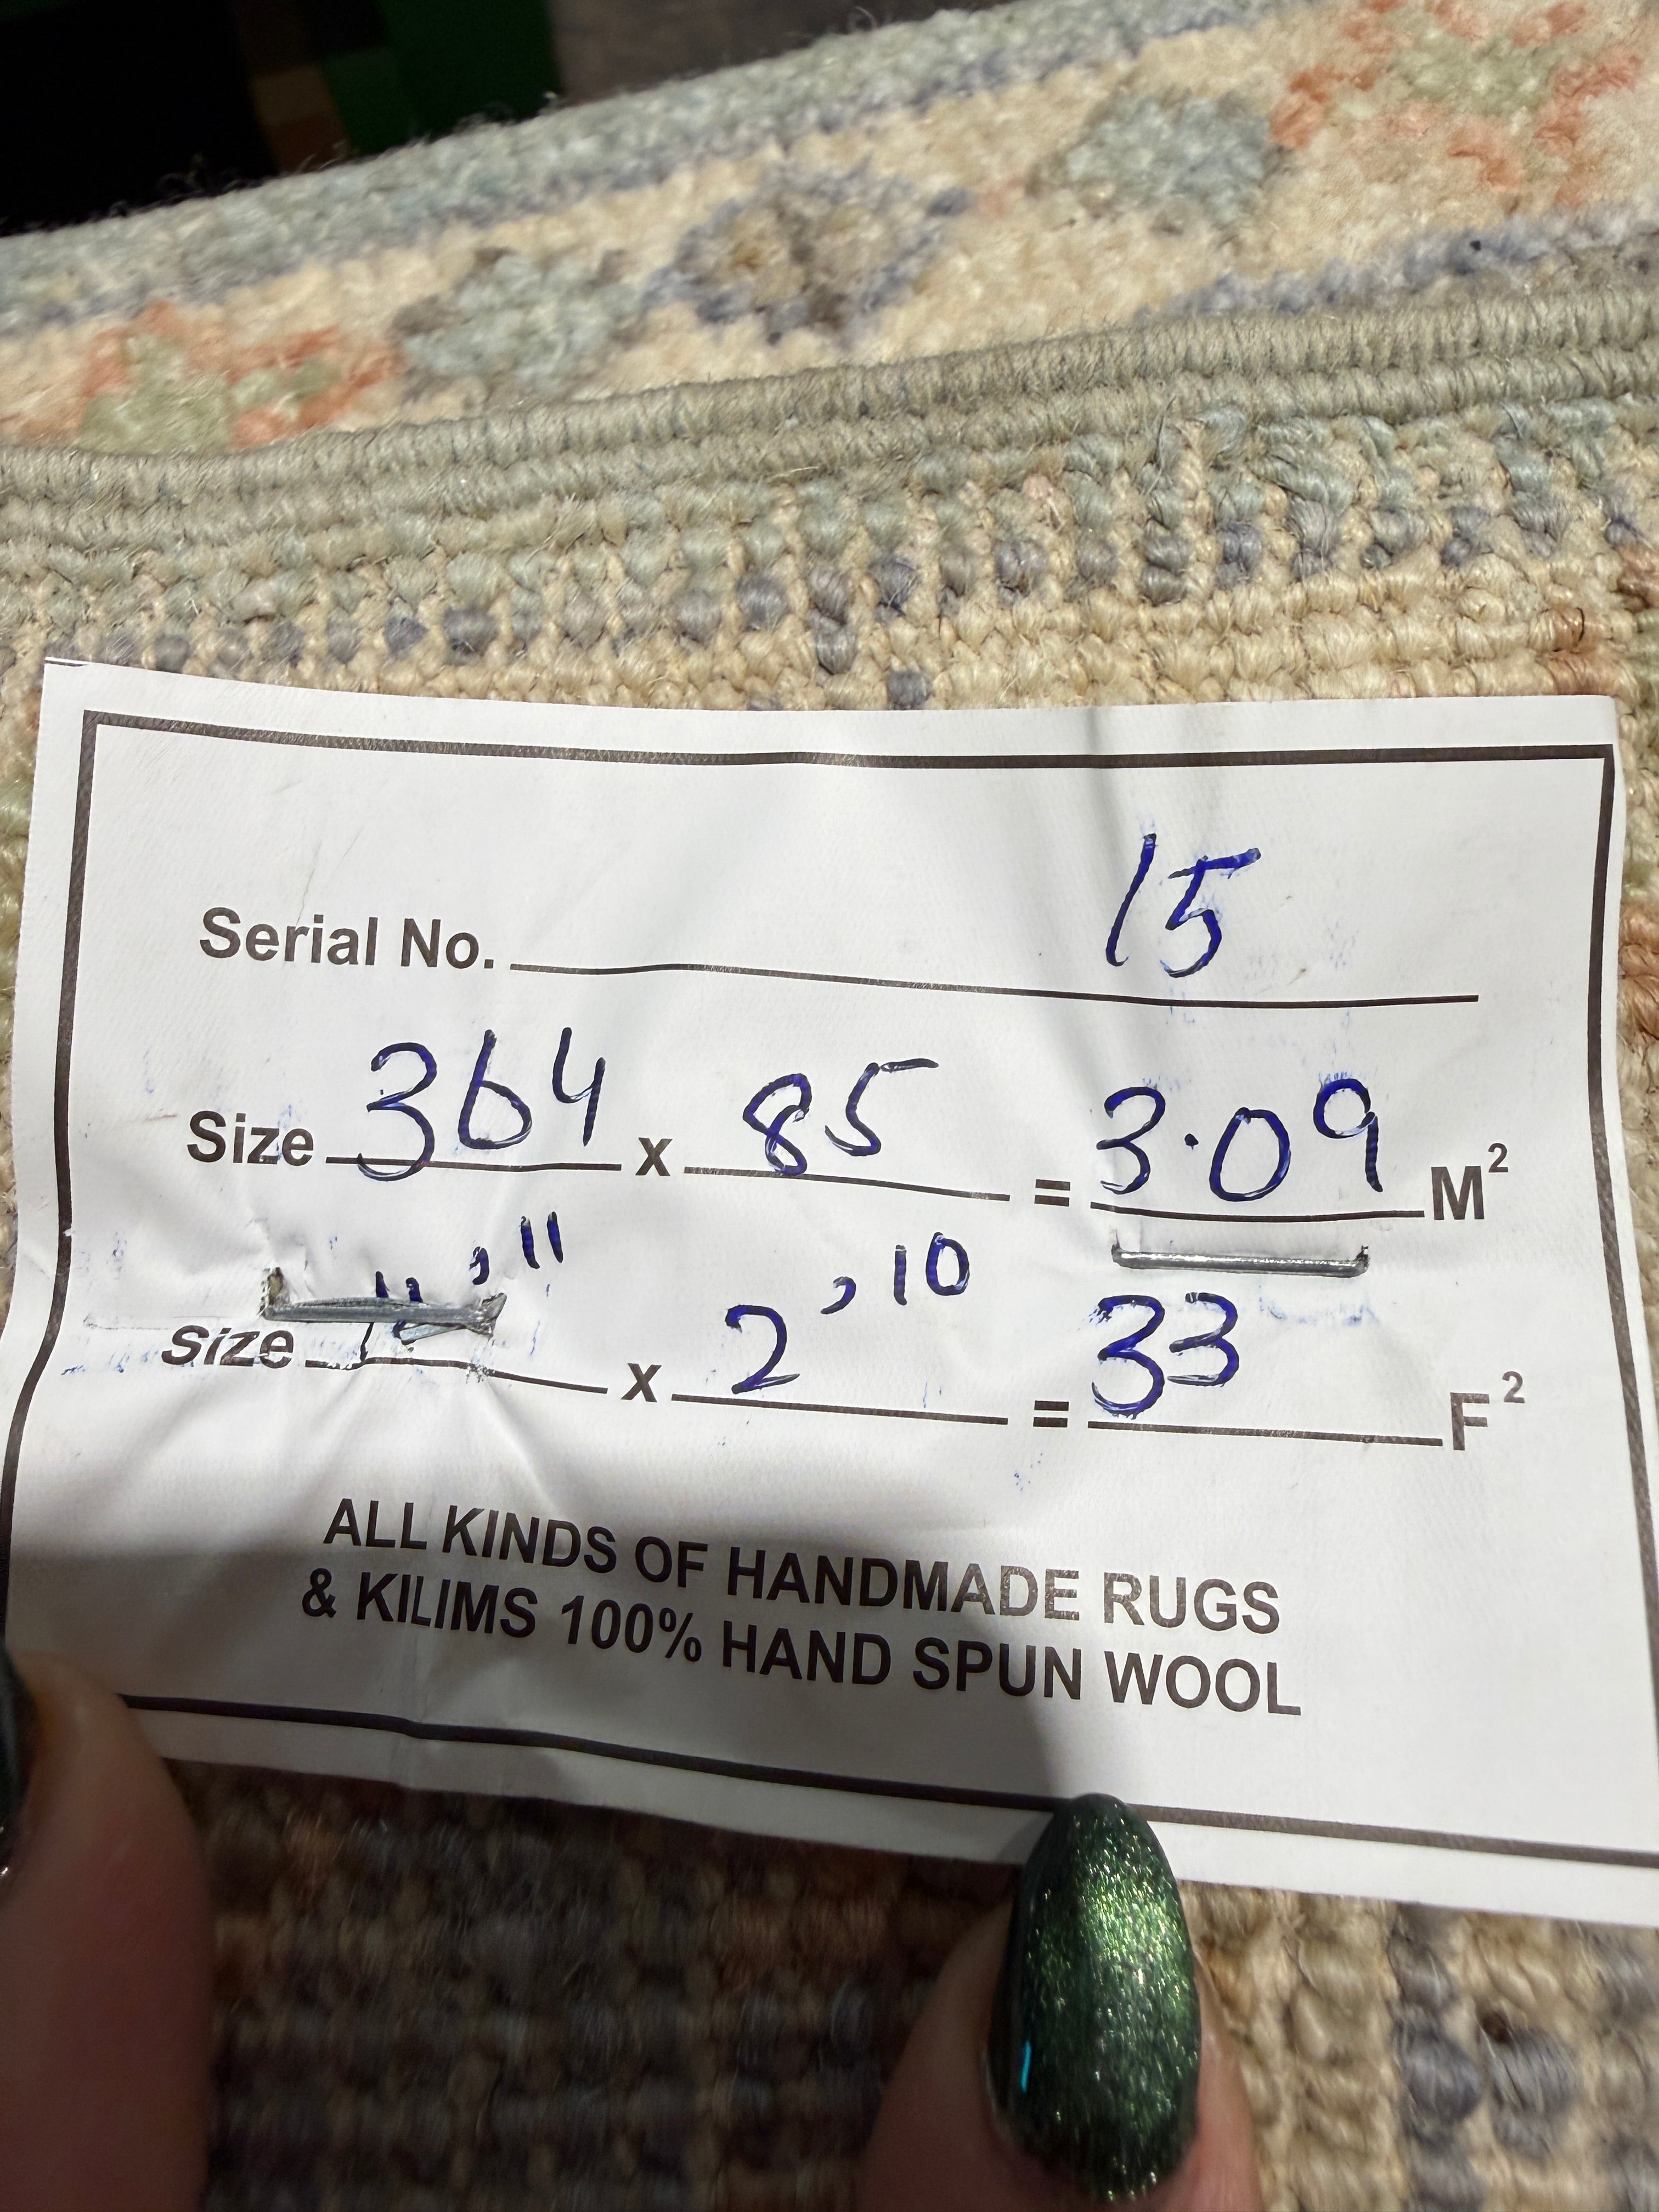 Serial No. 15
Size 364 x 85 = 3.09 M²
Size ,11 x 2,10 = 33 F²
ALL KINDS OF HANDMADE RUGS
& KILIMS 100% HAND SPUN WOOL